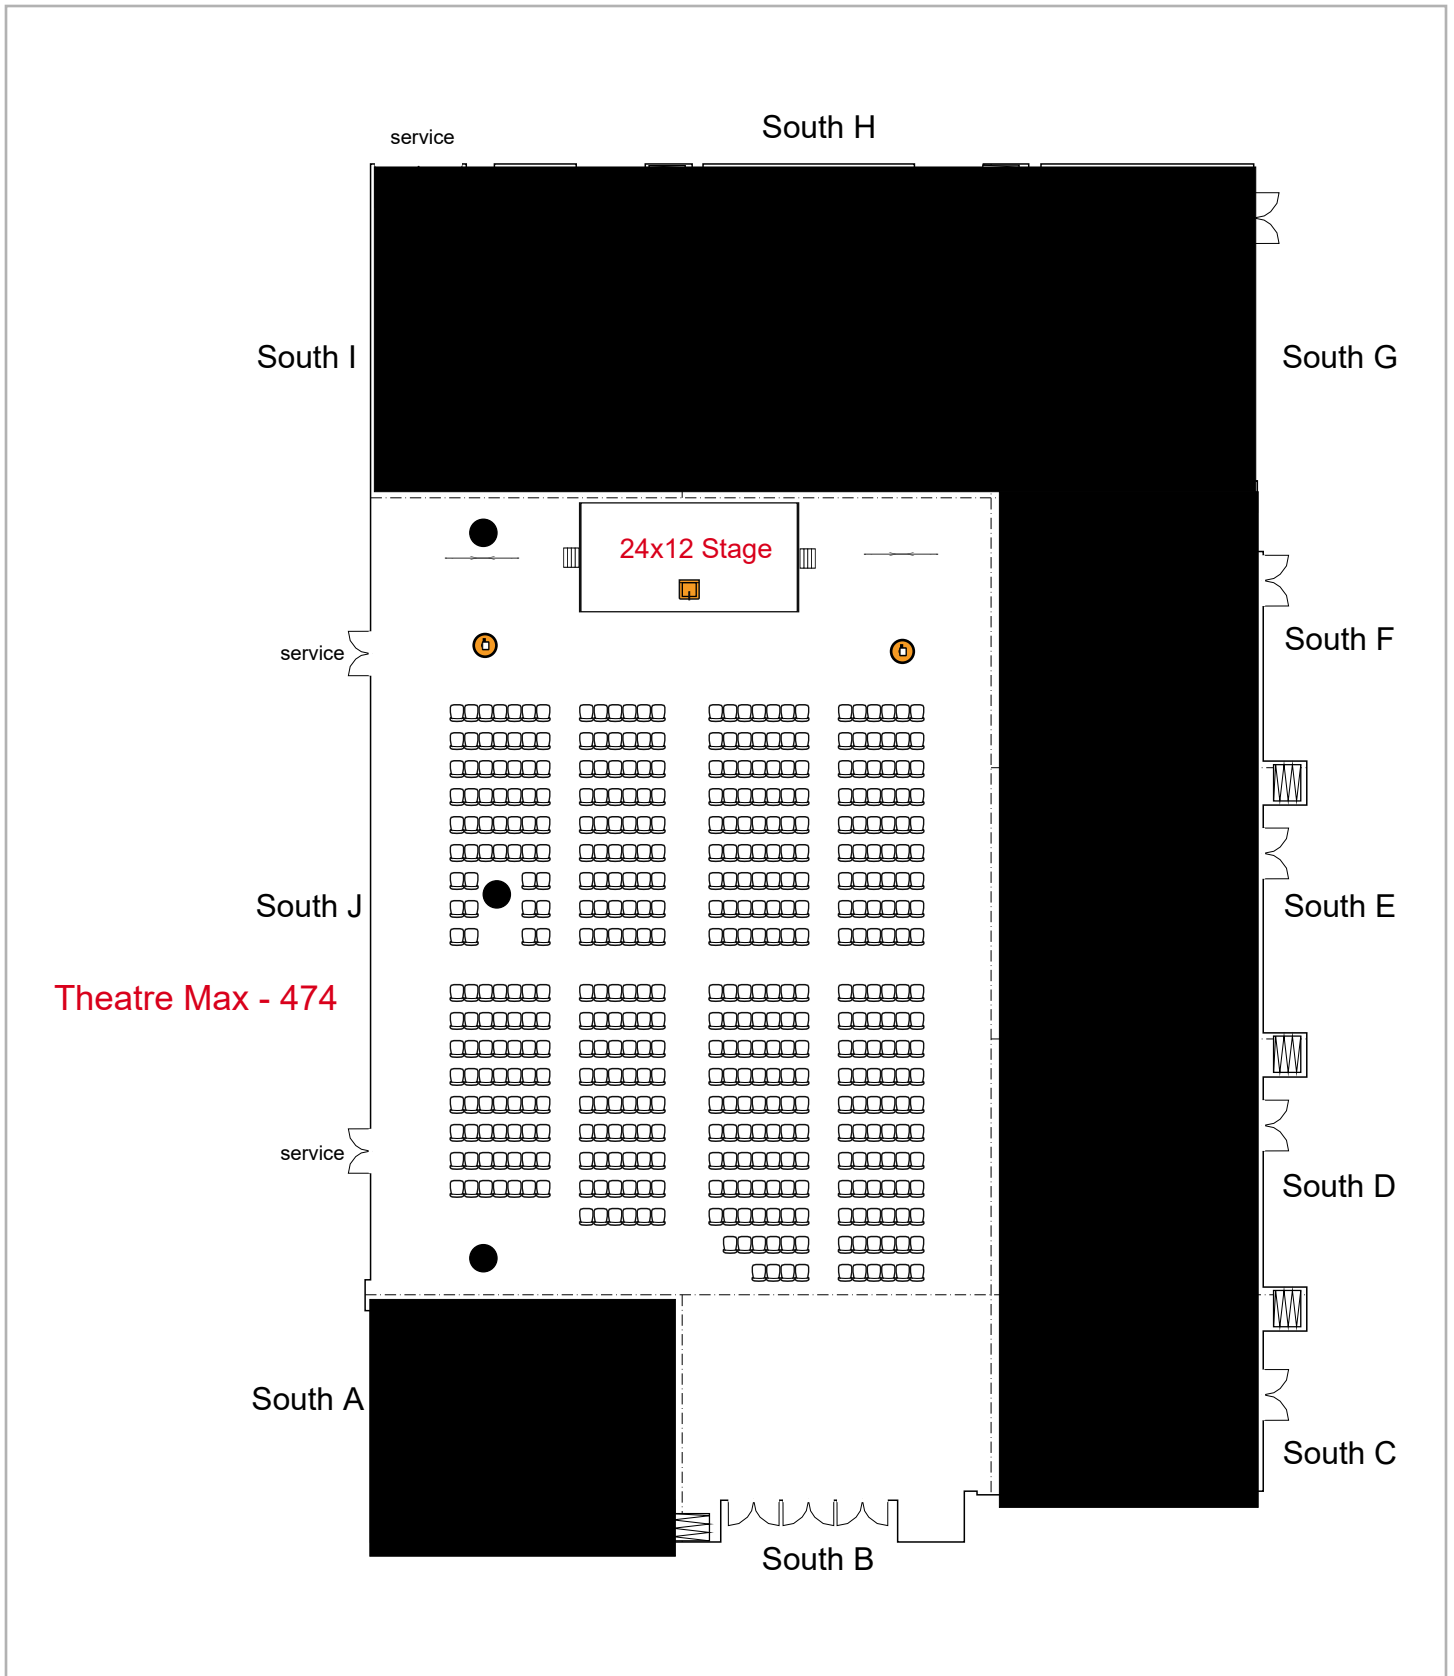 service
South H
South I
South G
24x12 Stage
South F
service
South J
South E
Theatre Max - 474
service
South D
South A
South C
South B